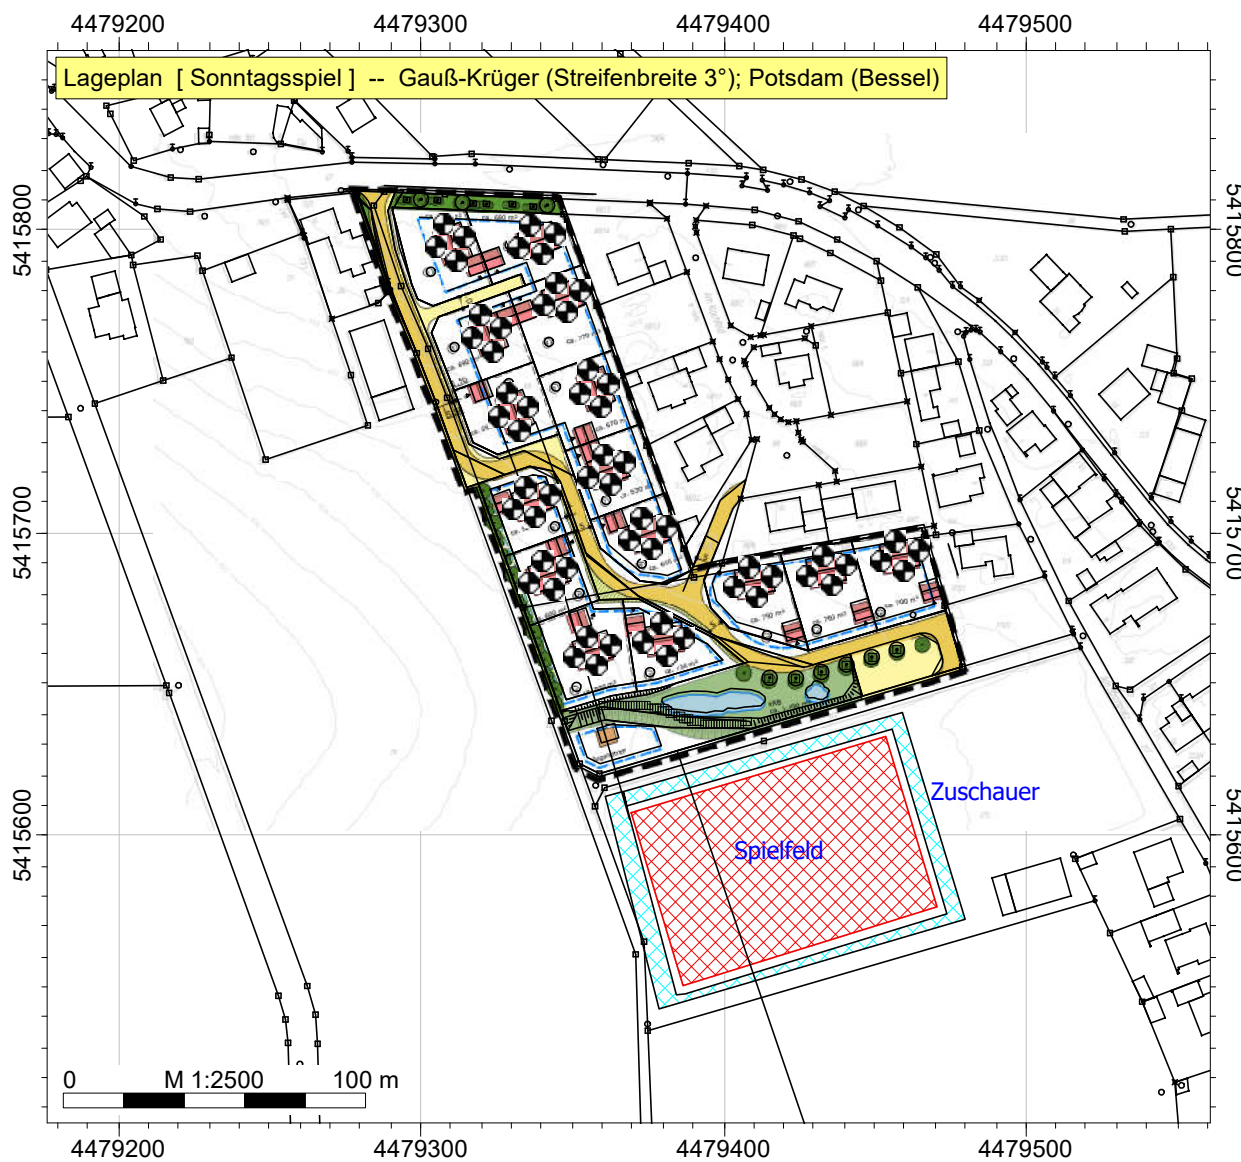 4479200 4479300 4479400 4479500
Lageplan [ Sonntagsspiel ] -- Gauß-Krüger (Streifenbreite 3°); Potsdam (Bessel)
5415800 5415800
5415700 5415700
Zuschauer
Spielfeld
5415600 5415600
0 M 1:2500 100 m
4479200 4479300 4479400 4479500